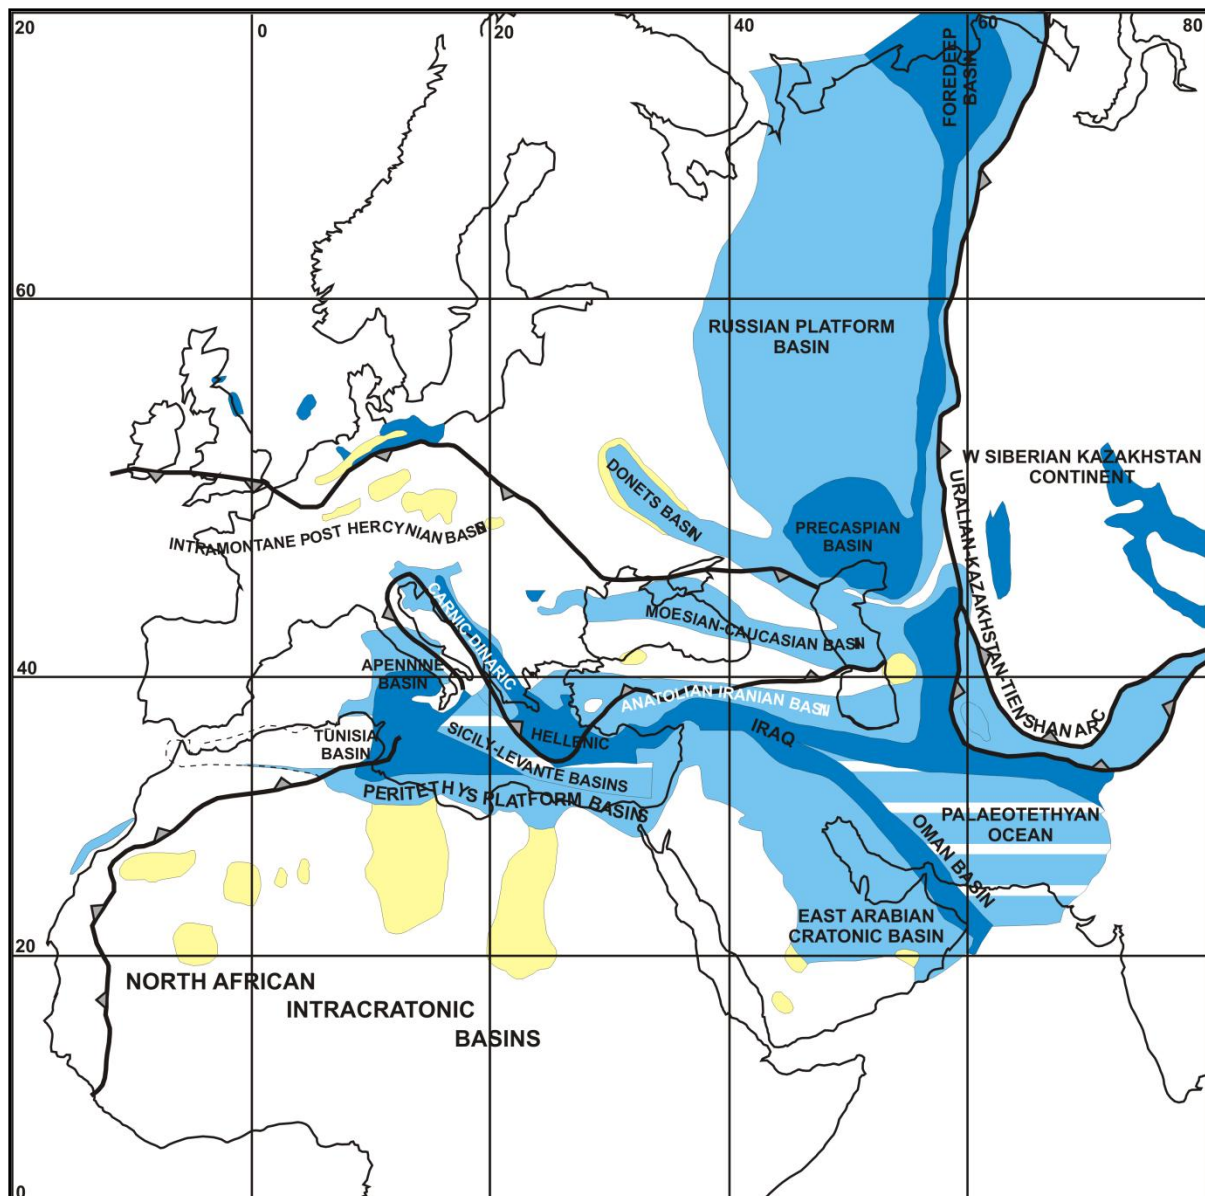 20
0
20
40
60
80
FOREDEEP
BASIN
60
RUSSIAN PLATFORM
BASIN
W SIBERIAN KAZAKHSTAN
CONTINENT
DONETS BASIN
PRECASPIAN
BASIN
URALIAN-KAZAKHSTAN-TIENSHAN ARC
INTRAMONTANE POST HERCYNIAN BASIN
CARNIC-DINARIC
MOESIAN-CAUCASIAN BASIN
40
APENNINE
BASIN
ANATOLIAN IRANIAN BASIN
TUNISIA
BASIN
HELLENIC
IRAQ
SICILY-LEVANTE BASINS
PERITETHYS PLATFORM BASINS
PALAEOTETHYAN
OCEAN
OMAN BASIN
EAST ARABIAN
CRATONIC BASIN
20
NORTH AFRICAN
INTRACRATONIC
BASINS
0